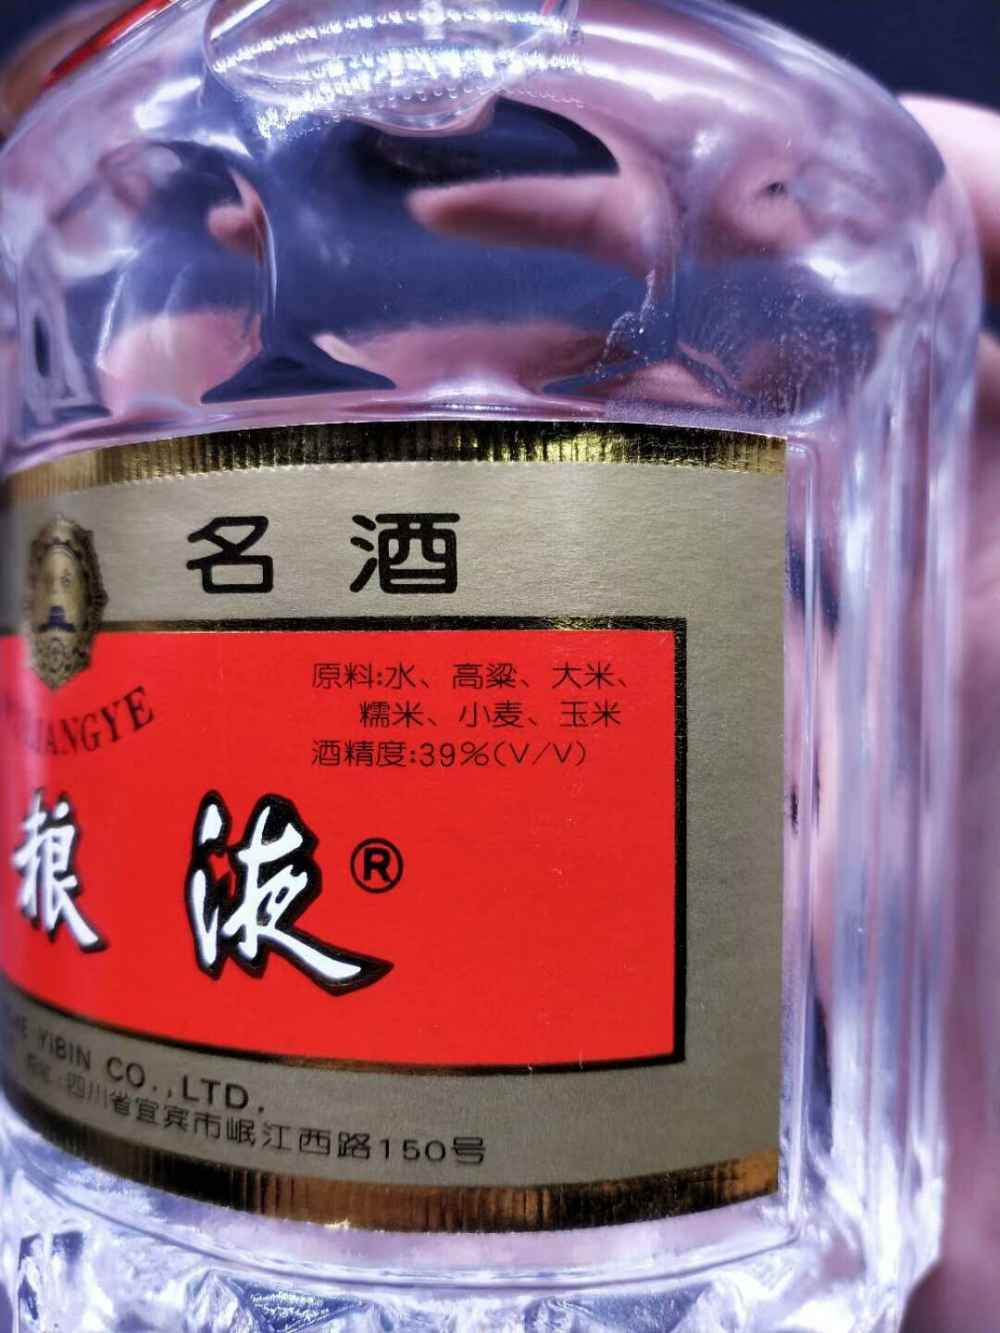 名酒
原料:水、高粱、大米、
糯米、小麦、玉米
酒精度:39%(V/V)
LIANGYE
粮液®
YIBIN CO.,LTD.
四川省宜宾市岷江西路150号